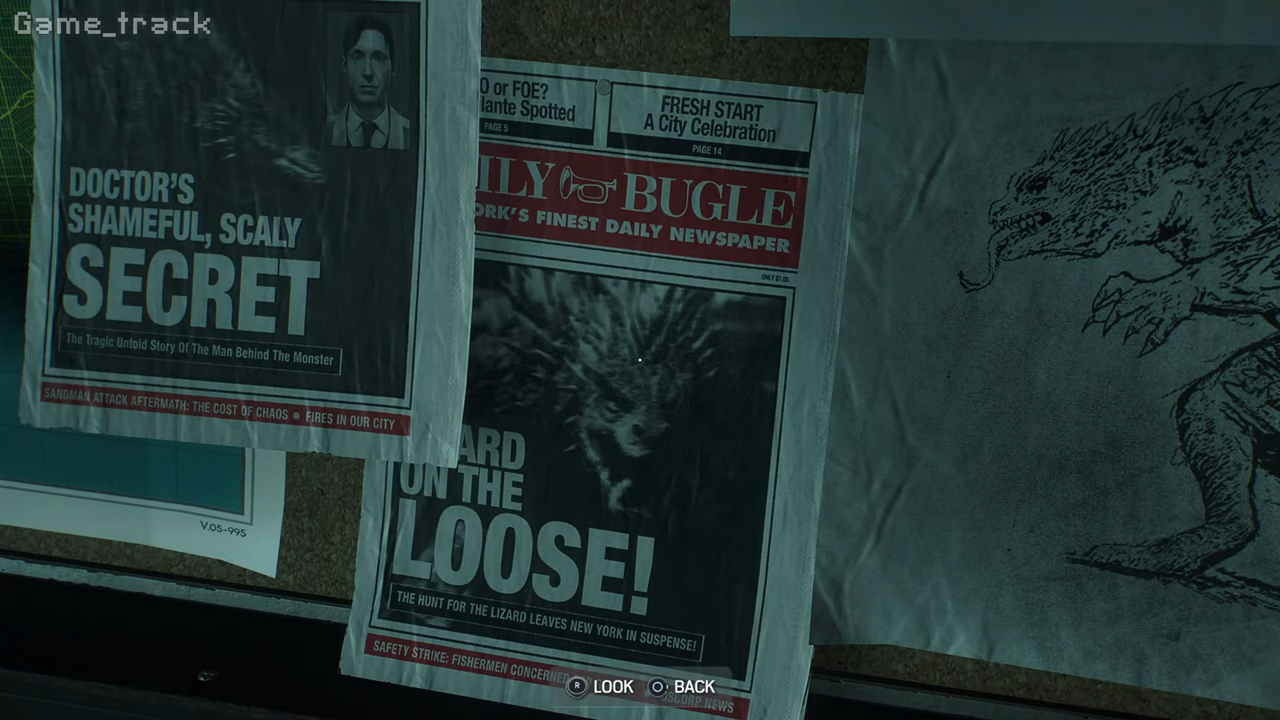 Game_track
DOCTOR'S
SHAMEFUL, SCALY
SECRET
The Tragic Untold Story Of The Man Behind The Monster
SANDMAN ATTACK AFTERMATH: THE COST OF CHAOS • FIRES IN OUR CITY
V.05-995
O or FOE?
lante Spotted
PAGE 5
FRESH START
A City Celebration
PAGE 14
ILY BUGLE
ORK'S FINEST DAILY NEWSPAPER
ONLY $1.00
ARD
ON THE
LOOSE!
THE HUNT FOR THE LIZARD LEAVES NEW YORK IN SUSPENSE!
SAFETY STRIKE: FISHERMEN CONCERNED
OSCORP NEWS
R LOOK BACK